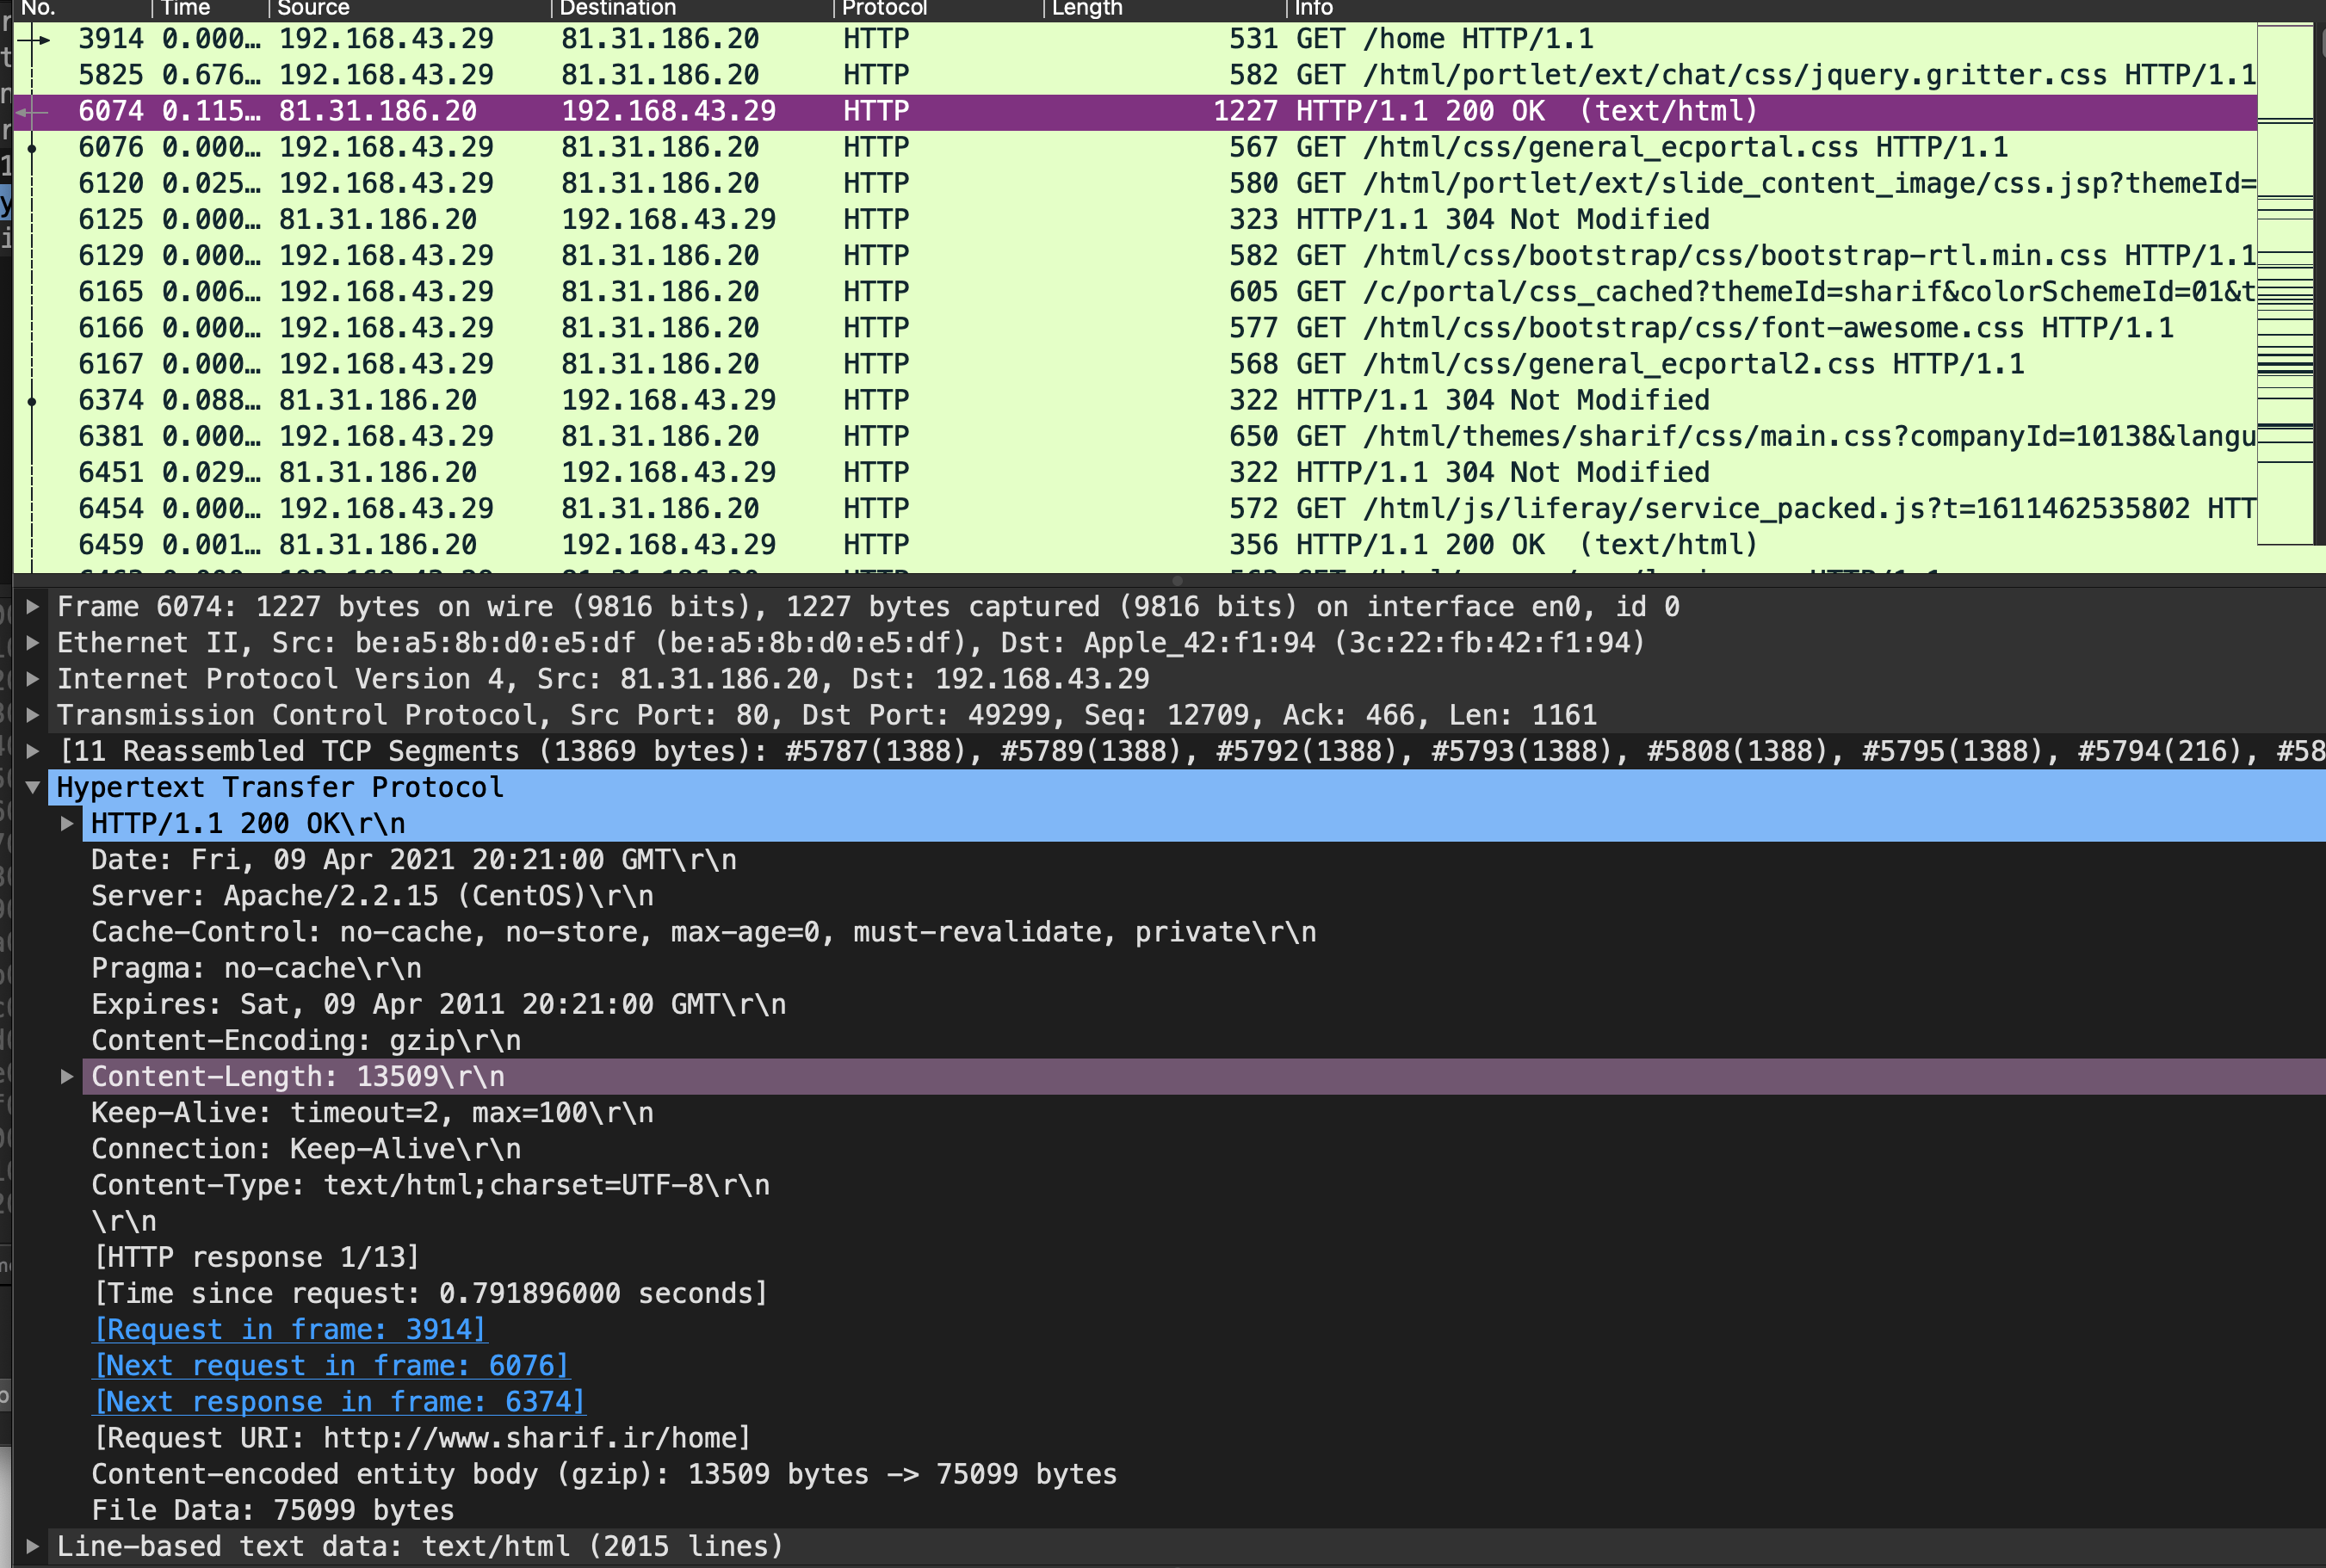 No. Time Source Destination Protocol Length Info
3914 0.000… 192.168.43.29 81.31.186.20 HTTP 531 GET /home HTTP/1.1
5825 0.676… 192.168.43.29 81.31.186.20 HTTP 582 GET /html/portlet/ext/chat/css/jquery.gritter.css HTTP/1.1
6074 0.115… 81.31.186.20 192.168.43.29 HTTP 1227 HTTP/1.1 200 OK (text/html)
6076 0.000… 192.168.43.29 81.31.186.20 HTTP 567 GET /html/css/general_ecportal.css HTTP/1.1
6120 0.025… 192.168.43.29 81.31.186.20 HTTP 580 GET /html/portlet/ext/slide_content_image/css.jsp?themeId=
6125 0.000… 81.31.186.20 192.168.43.29 HTTP 323 HTTP/1.1 304 Not Modified
6129 0.000… 192.168.43.29 81.31.186.20 HTTP 582 GET /html/css/bootstrap/css/bootstrap-rtl.min.css HTTP/1.1
6165 0.006… 192.168.43.29 81.31.186.20 HTTP 605 GET /c/portal/css_cached?themeId=sharif&colorSchemeId=01&t
6166 0.000… 192.168.43.29 81.31.186.20 HTTP 577 GET /html/css/bootstrap/css/font-awesome.css HTTP/1.1
6167 0.000… 192.168.43.29 81.31.186.20 HTTP 568 GET /html/css/general_ecportal2.css HTTP/1.1
6374 0.088… 81.31.186.20 192.168.43.29 HTTP 322 HTTP/1.1 304 Not Modified
6381 0.000… 192.168.43.29 81.31.186.20 HTTP 650 GET /html/themes/sharif/css/main.css?companyId=10138&langu
6451 0.029… 81.31.186.20 192.168.43.29 HTTP 322 HTTP/1.1 304 Not Modified
6454 0.000… 192.168.43.29 81.31.186.20 HTTP 572 GET /html/js/liferay/service_packed.js?t=1611462535802 HTT
6459 0.001… 81.31.186.20 192.168.43.29 HTTP 356 HTTP/1.1 200 OK (text/html)
Frame 6074: 1227 bytes on wire (9816 bits), 1227 bytes captured (9816 bits) on interface en0, id 0
Ethernet II, Src: be:a5:8b:d0:e5:df (be:a5:8b:d0:e5:df), Dst: Apple_42:f1:94 (3c:22:fb:42:f1:94)
Internet Protocol Version 4, Src: 81.31.186.20, Dst: 192.168.43.29
Transmission Control Protocol, Src Port: 80, Dst Port: 49299, Seq: 12709, Ack: 466, Len: 1161
[11 Reassembled TCP Segments (13869 bytes): #5787(1388), #5789(1388), #5792(1388), #5793(1388), #5808(1388), #5795(1388), #5794(216), #58
Hypertext Transfer Protocol
HTTP/1.1 200 OK\r\n
Date: Fri, 09 Apr 2021 20:21:00 GMT\r\n
Server: Apache/2.2.15 (CentOS)\r\n
Cache-Control: no-cache, no-store, max-age=0, must-revalidate, private\r\n
Pragma: no-cache\r\n
Expires: Sat, 09 Apr 2011 20:21:00 GMT\r\n
Content-Encoding: gzip\r\n
Content-Length: 13509\r\n
Keep-Alive: timeout=2, max=100\r\n
Connection: Keep-Alive\r\n
Content-Type: text/html;charset=UTF-8\r\n
\r\n
[HTTP response 1/13]
[Time since request: 0.791896000 seconds]
[Request in frame: 3914]
[Next request in frame: 6076]
[Next response in frame: 6374]
[Request URI: http://www.sharif.ir/home]
Content-encoded entity body (gzip): 13509 bytes -> 75099 bytes
File Data: 75099 bytes
Line-based text data: text/html (2015 lines)